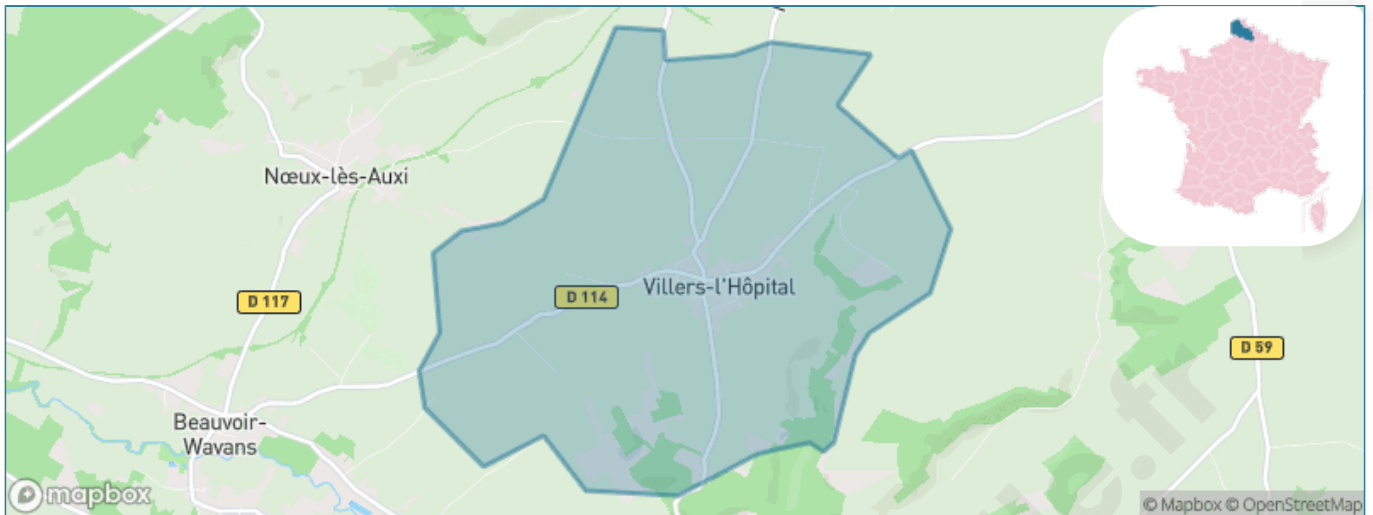 Nœux-lès-Auxi
D 117
D 114
Villers-l'Hôpital
D 59
Beauvoir-
Wavans
mapbox
© Mapbox © OpenStreetMap